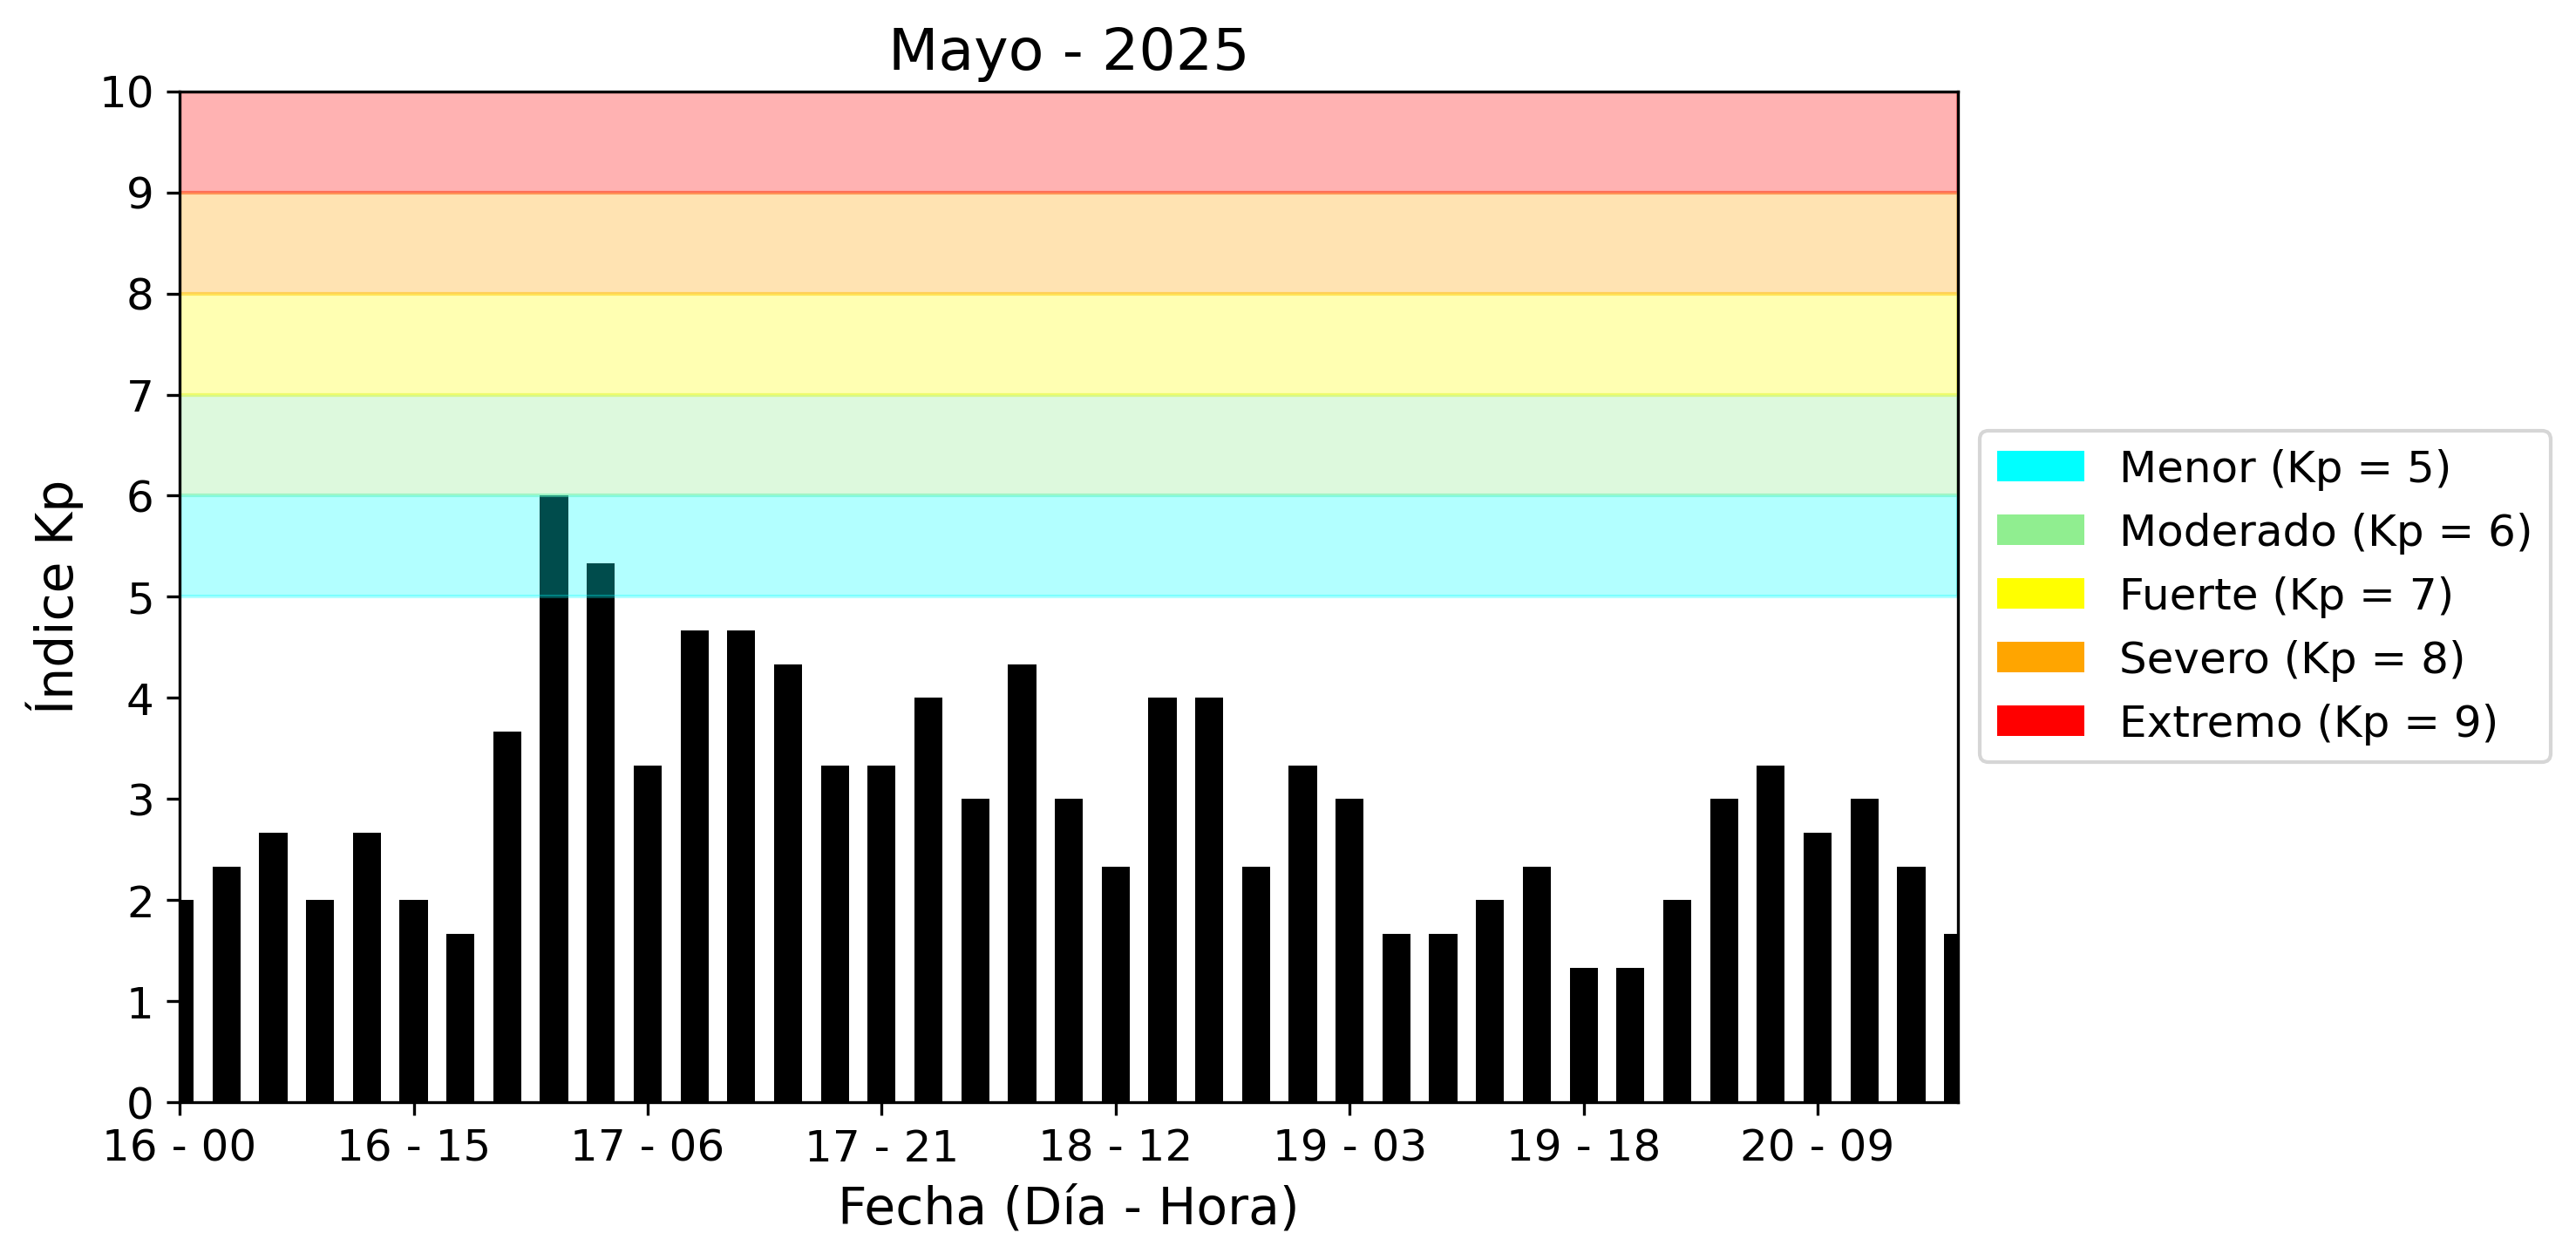 Mayo - 2025
10
9
8
7
6
5
4
3
2
1
0
Índice Kp
16 - 00
16 - 15
17 - 06
17 - 21
18 - 12
19 - 03
19 - 18
20 - 09
Fecha (Día - Hora)
Menor (Kp = 5)
Moderado (Kp = 6)
Fuerte (Kp = 7)
Severo (Kp = 8)
Extremo (Kp = 9)